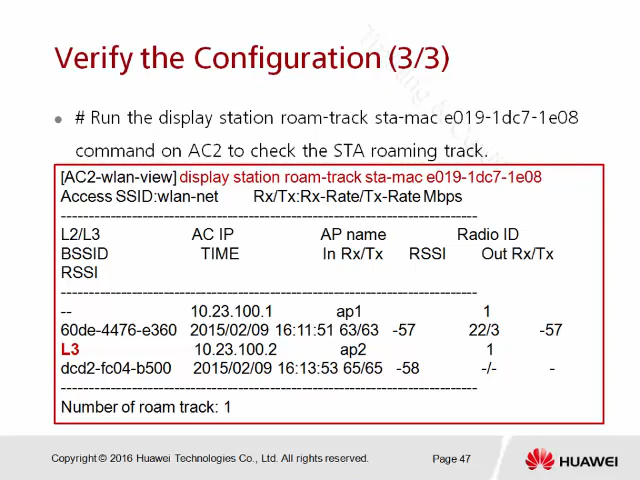 Verify the Configuration (3/3)
# Run the display station roam-track sta-mac e019-1dc7-1e08
command on AC2 to check the STA roaming track.
[AC2-wlan-view] display station roam-track sta-mac e019-1dc7-1e08
Access SSID:wlan-net Rx/Tx:Rx-Rate/Tx-Rate Mbps
------------------------------------------------------------------------------
L2/L3 AC IP AP name Radio ID
BSSID TIME In Rx/Tx RSSI Out Rx/Tx
RSSI
------------------------------------------------------------------------------
-- 10.23.100.1 ap1 1
60de-4476-e360 2015/02/09 16:11:51 63/63 -57 22/3 -57
L3 10.23.100.2 ap2 1
dcd2-fc04-b500 2015/02/09 16:13:53 65/65 -58 -/- -
------------------------------------------------------------------------------
Number of roam track: 1
Copyright © 2016 Huawei Technologies Co., Ltd. All rights reserved. Page 47 HUAWEI